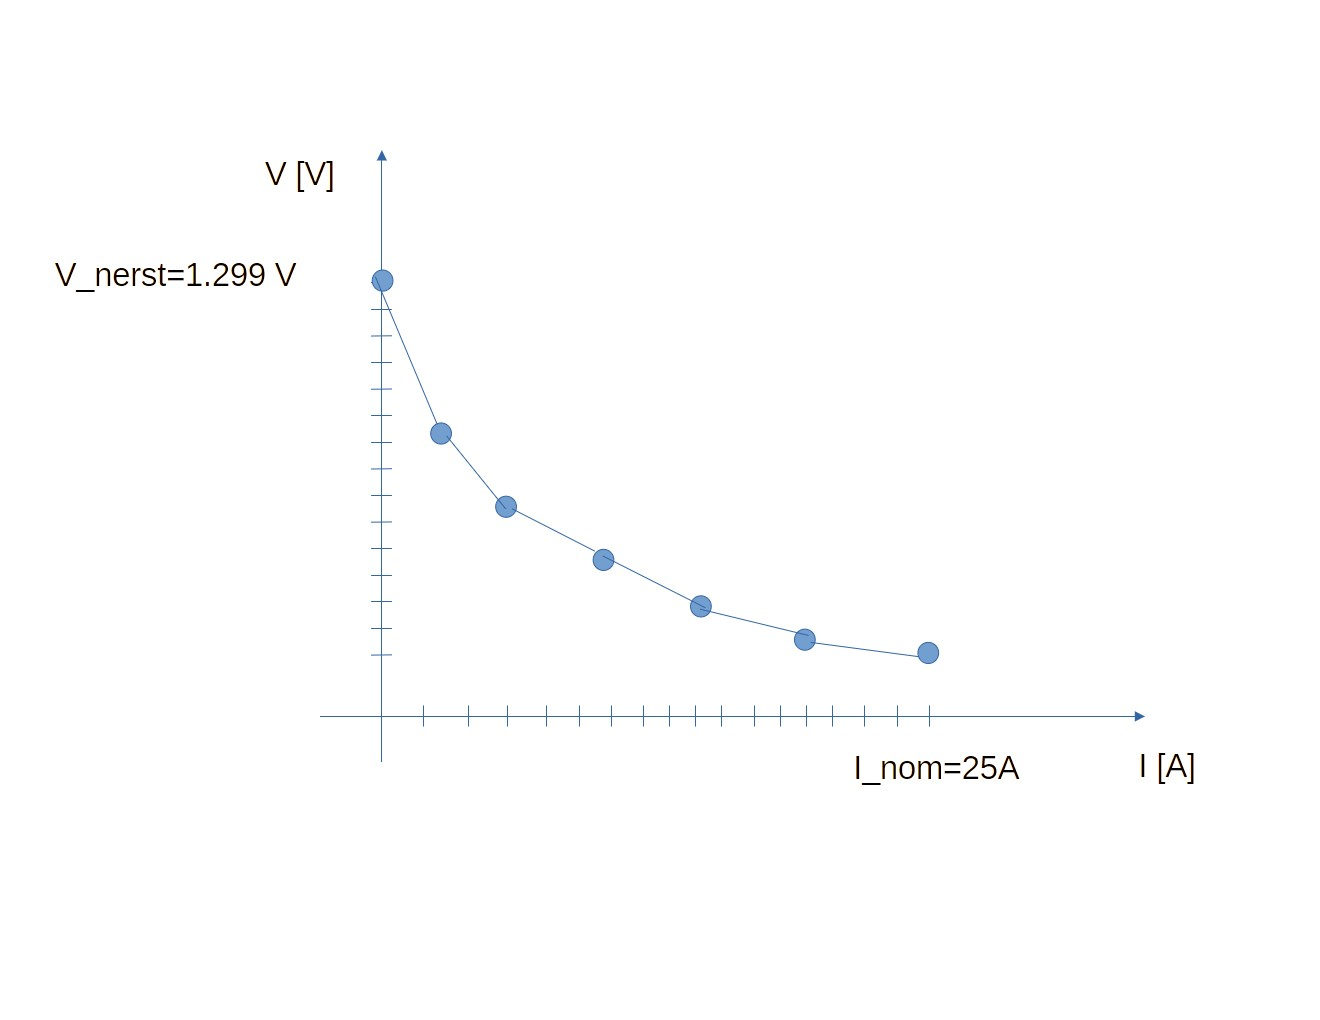 V [V]
V_nerst=1.299 V
I_nom=25A
I [A]